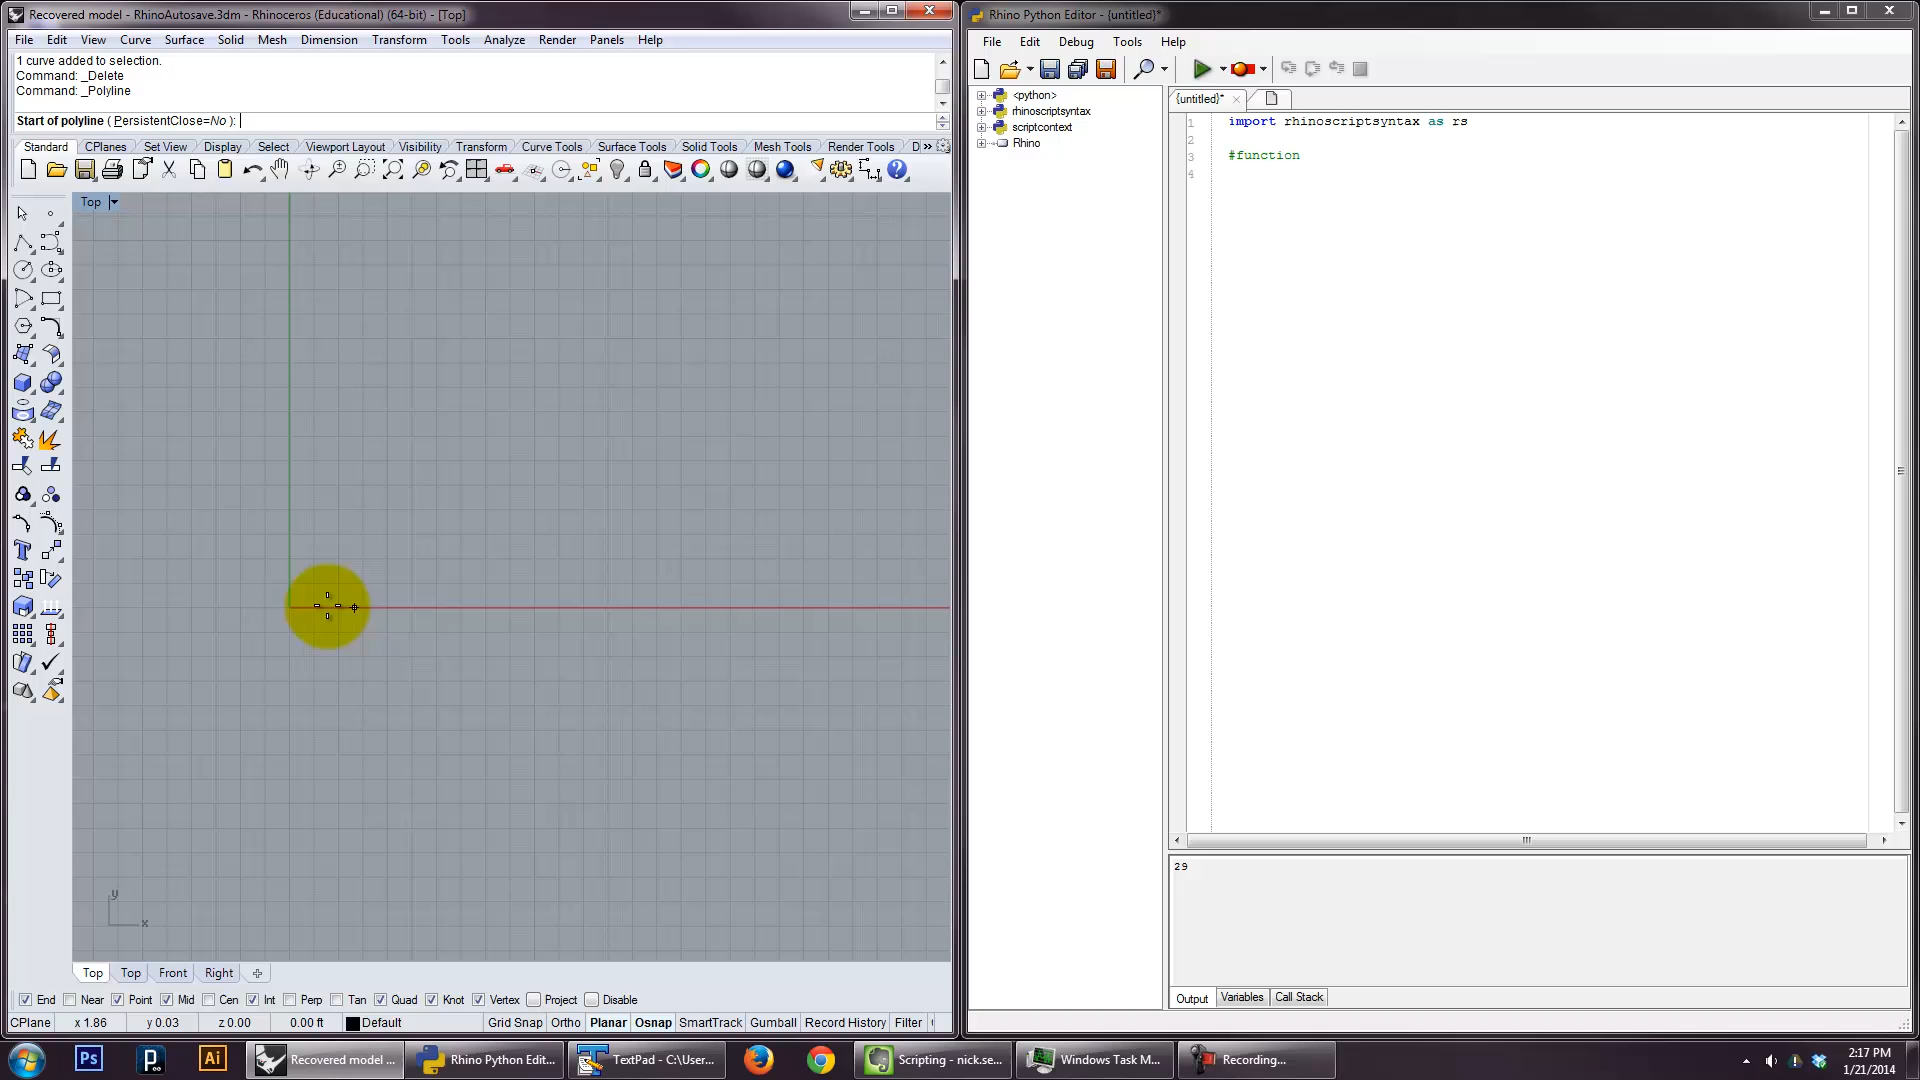 Recovered model - RhinoAutosave.3dm - Rhinoceros (Educational) (64-bit) - [Top]
File Edit View Curve Surface Solid Mesh Dimension Transform Tools Analyze Render Panels Help
1 curve added to selection.
Command: _Delete
Command: _Polyline
Start of polyline ( PersistentClose=No ):
Standard CPlanes Set View Display Select Viewport Layout Visibility Transform Curve Tools Surface Tools Solid Tools Mesh Tools Render Tools D »
Top
y
x
Top Top Front Right
End Near Point Mid Cen Int Perp Tan Quad Knot Vertex Project Disable
CPlane x 1.86 y 0.03 z 0.00 0.00 ft Default Grid Snap Ortho Planar Osnap SmartTrack Gumball Record History Filter
Rhino Python Editor - {untitled}*
File Edit Debug Tools Help
<python>
rhinoscriptsyntax
scriptcontext
Rhino
{untitled}*
1 import rhinoscriptsyntax as rs
2
3 #function
4
29
Output Variables Call Stack
Ps P Ai Recovered model ... Rhino Python Edit... TextPad - C:\User... Scripting - nick.se... Windows Task M... Recording...
2:17 PM
1/21/2014